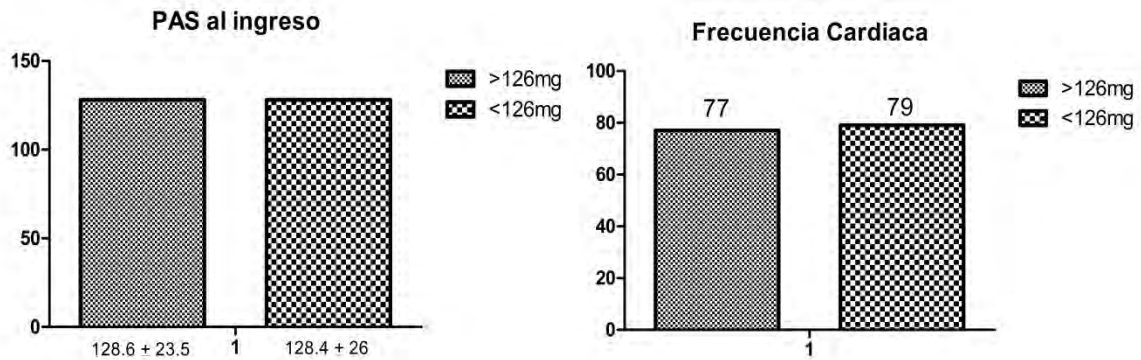 PAS al ingreso
150
100
50
0
128.6 ± 23.5
1
128.4 ± 26
>126mg
<126mg
Frecuencia Cardiaca
100
80
60
40
20
0
77
79
1
>126mg
<126mg